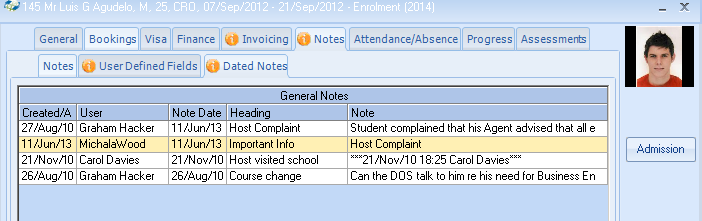 145 Mr Luis G Agudelo, M, 25, CRO, 07/Sep/2012 - 21/Sep/2012 - Enrolment (2014)
General Bookings Visa Finance Invoicing Notes Attendance/Absence Progress Assessments
Notes User Defined Fields Dated Notes
General Notes
Created/A User Note Date Heading Note
27/Aug/10 Graham Hacker 11/Jun/13 Host Complaint Student complained that his Agent advised that all e
11/Jun/13 MichalaWood 11/Jun/13 Important Info Host Complaint
21/Nov/10 Carol Davies 21/Nov/10 Host visited school ***21/Nov/10 18:25 Carol Davies***
26/Aug/10 Graham Hacker 26/Aug/10 Course change Can the DOS talk to him re his need for Business En
Admission